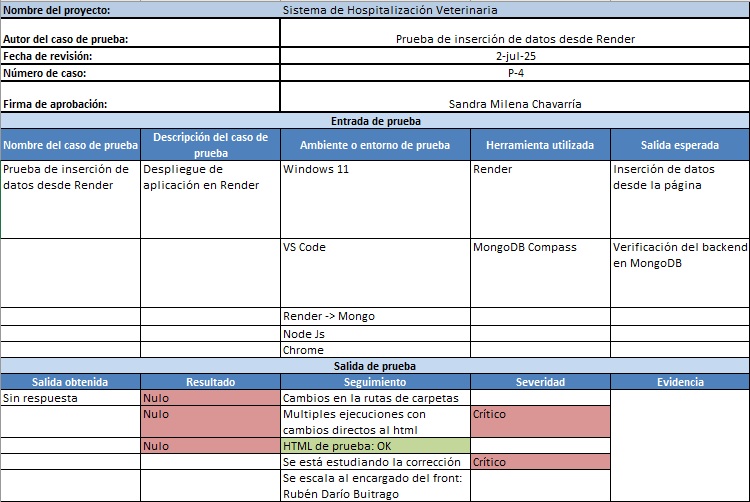 Nombre del proyecto: Sistema de Hospitalización Veterinaria
Autor del caso de prueba: Prueba de inserción de datos desde Render
Fecha de revisión: 2-jul-25
Número de caso: P-4
Firma de aprobación: Sandra Milena Chavarría
Entrada de prueba
Nombre del caso de prueba Descripción del caso de prueba Ambiente o entorno de prueba Herramienta utilizada Salida esperada
Prueba de inserción de datos desde Render Despliegue de aplicación en Render Windows 11 Render Inserción de datos desde la página
VS Code MongoDB Compass Verificación del backend en MongoDB
Render -> Mongo
Node Js
Chrome
Salida de prueba
Salida obtenida Resultado Seguimiento Severidad Evidencia
Sin respuesta Nulo Cambios en la rutas de carpetas
Nulo Multiples ejecuciones con cambios directos al html Crítico
Nulo HTML de prueba: OK
Se está estudiando la corrección Crítico
Se escala al encargado del front: Rubén Darío Buitrago